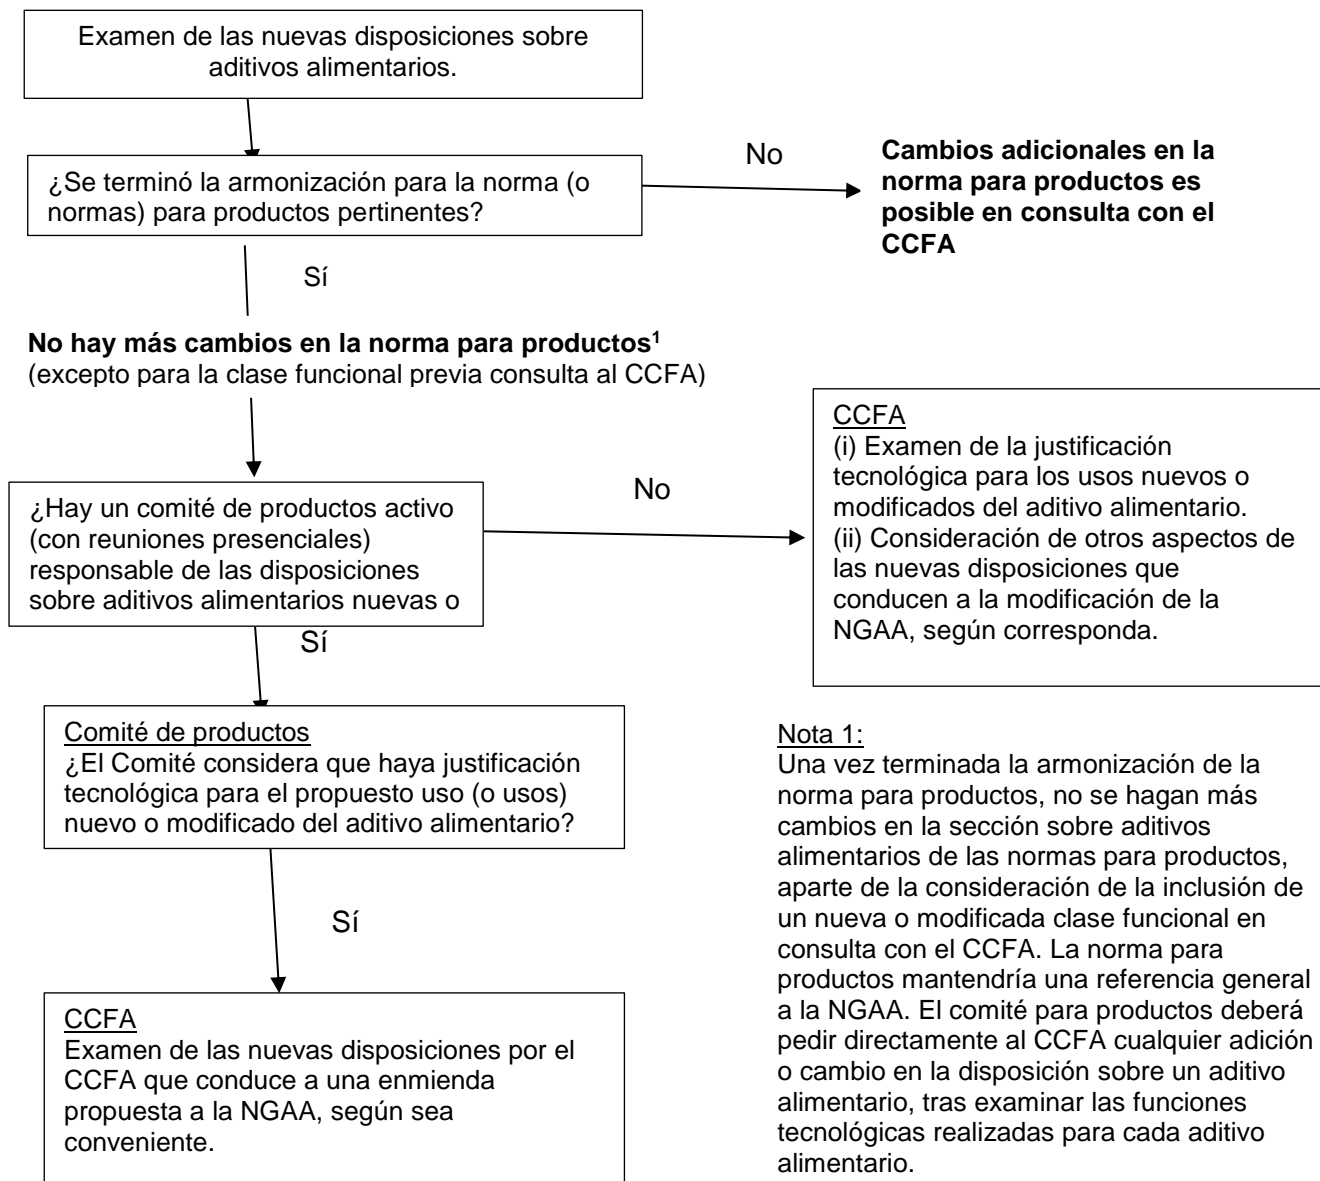 Examen de las nuevas disposiciones sobre
aditivos alimentarios.
¿Se terminó la armonización para la norma (o
normas) para productos pertinentes?
No
Cambios adicionales en la
norma para productos es
posible en consulta con el
CCFA
Sí
No hay más cambios en la norma para productos¹
(excepto para la clase funcional previa consulta al CCFA)
¿Hay un comité de productos activo
(con reuniones presenciales)
responsable de las disposiciones
sobre aditivos alimentarios nuevas o
No
CCFA
(i) Examen de la justificación
tecnológica para los usos nuevos o
modificados del aditivo alimentario.
(ii) Consideración de otros aspectos de
las nuevas disposiciones que
conducen a la modificación de la
NGAA, según corresponda.
Sí
Comité de productos
¿El Comité considera que haya justificación
tecnológica para el propuesto uso (o usos)
nuevo o modificado del aditivo alimentario?
Sí
CCFA
Examen de las nuevas disposiciones por el
CCFA que conduce a una enmienda
propuesta a la NGAA, según sea
conveniente.
Nota 1:
Una vez terminada la armonización de la
norma para productos, no se hagan más
cambios en la sección sobre aditivos
alimentarios de las normas para productos,
aparte de la consideración de la inclusión de
un nueva o modificada clase funcional en
consulta con el CCFA. La norma para
productos mantendría una referencia general
a la NGAA. El comité para productos deberá
pedir directamente al CCFA cualquier adición
o cambio en la disposición sobre un aditivo
alimentario, tras examinar las funciones
tecnológicas realizadas para cada aditivo
alimentario.